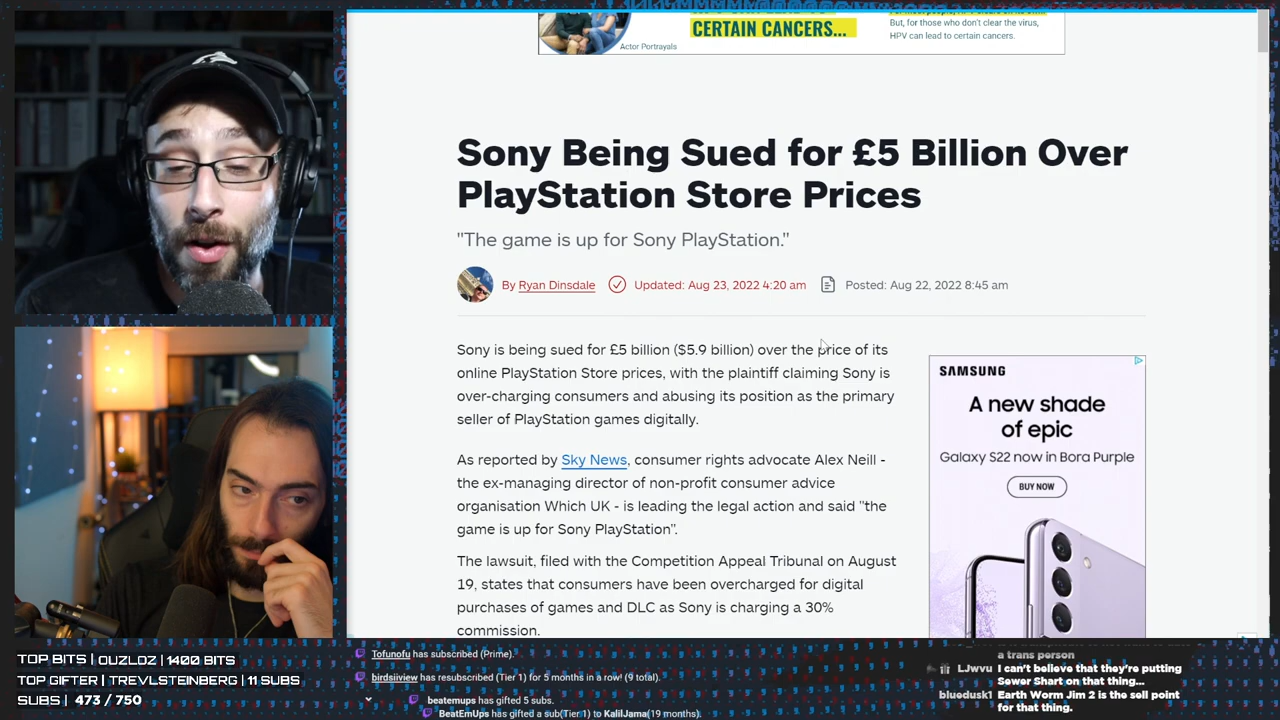 CERTAIN CANCERS...
But, for those who don't clear the virus,
HPV can lead to certain cancers.
Actor Portrayals
Sony Being Sued for £5 Billion Over
PlayStation Store Prices
"The game is up for Sony PlayStation."
By Ryan Dinsdale Updated: Aug 23, 2022 4:20 am Posted: Aug 22, 2022 8:45 am
Sony is being sued for £5 billion ($5.9 billion) over the price of its
online PlayStation Store prices, with the plaintiff claiming Sony is
over-charging consumers and abusing its position as the primary
seller of PlayStation games digitally.
As reported by Sky News, consumer rights advocate Alex Neill -
the ex-managing director of non-profit consumer advice
organisation Which UK - is leading the legal action and said "the
game is up for Sony PlayStation".
The lawsuit, filed with the Competition Appeal Tribunal on August
19, states that consumers have been overcharged for digital
purchases of games and DLC as Sony is charging a 30%
commission.
SAMSUNG
A new shade
of epic
Galaxy S22 now in Bora Purple
BUY NOW
TOP BITS | OUZLOZ | 1400 BITS
TOP GIFTER | TREVLSTEINBERG | 11 SUBS
SUBS | 473 / 750
Tofunofu has subscribed (Prime).
birdsiiview has resubscribed (Tier 1) for 5 months in a row! (9 total).
beatemups has gifted 5 subs.
BeatEmUps has gifted a sub(Tier 1) to KalilJama(19 months).
a trans person
LJwvu I can't believe that they're putting
Sewer Shart on that thing...
bluedusk1 Earth Worm Jim 2 is the sell point
for that thing.